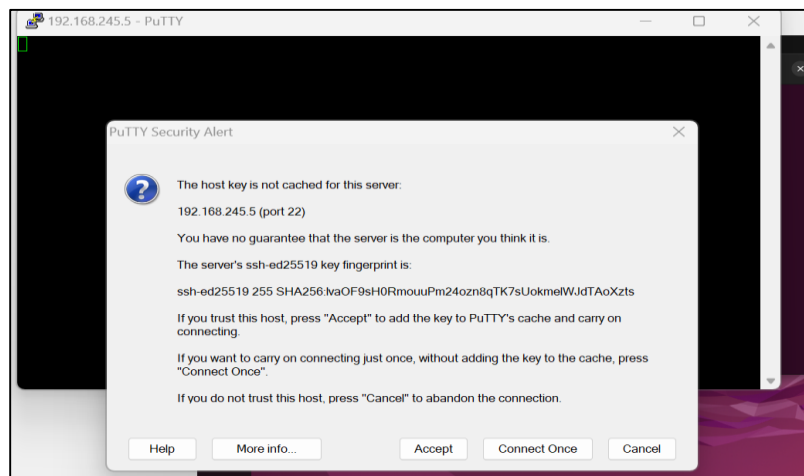 192.168.245.5 - PuTTY
PuTTY Security Alert
The host key is not cached for this server:
192.168.245.5 (port 22)
You have no guarantee that the server is the computer you think it is.
The server's ssh-ed25519 key fingerprint is:
ssh-ed25519 255 SHA256:lvaOF9sH0RmouuPm24ozn8qTK7sUokmelWJdTAoXzts
If you trust this host, press "Accept" to add the key to PuTTY's cache and carry on
connecting.
If you want to carry on connecting just once, without adding the key to the cache, press
"Connect Once".
If you do not trust this host, press "Cancel" to abandon the connection.
Help
More info...
Accept
Connect Once
Cancel